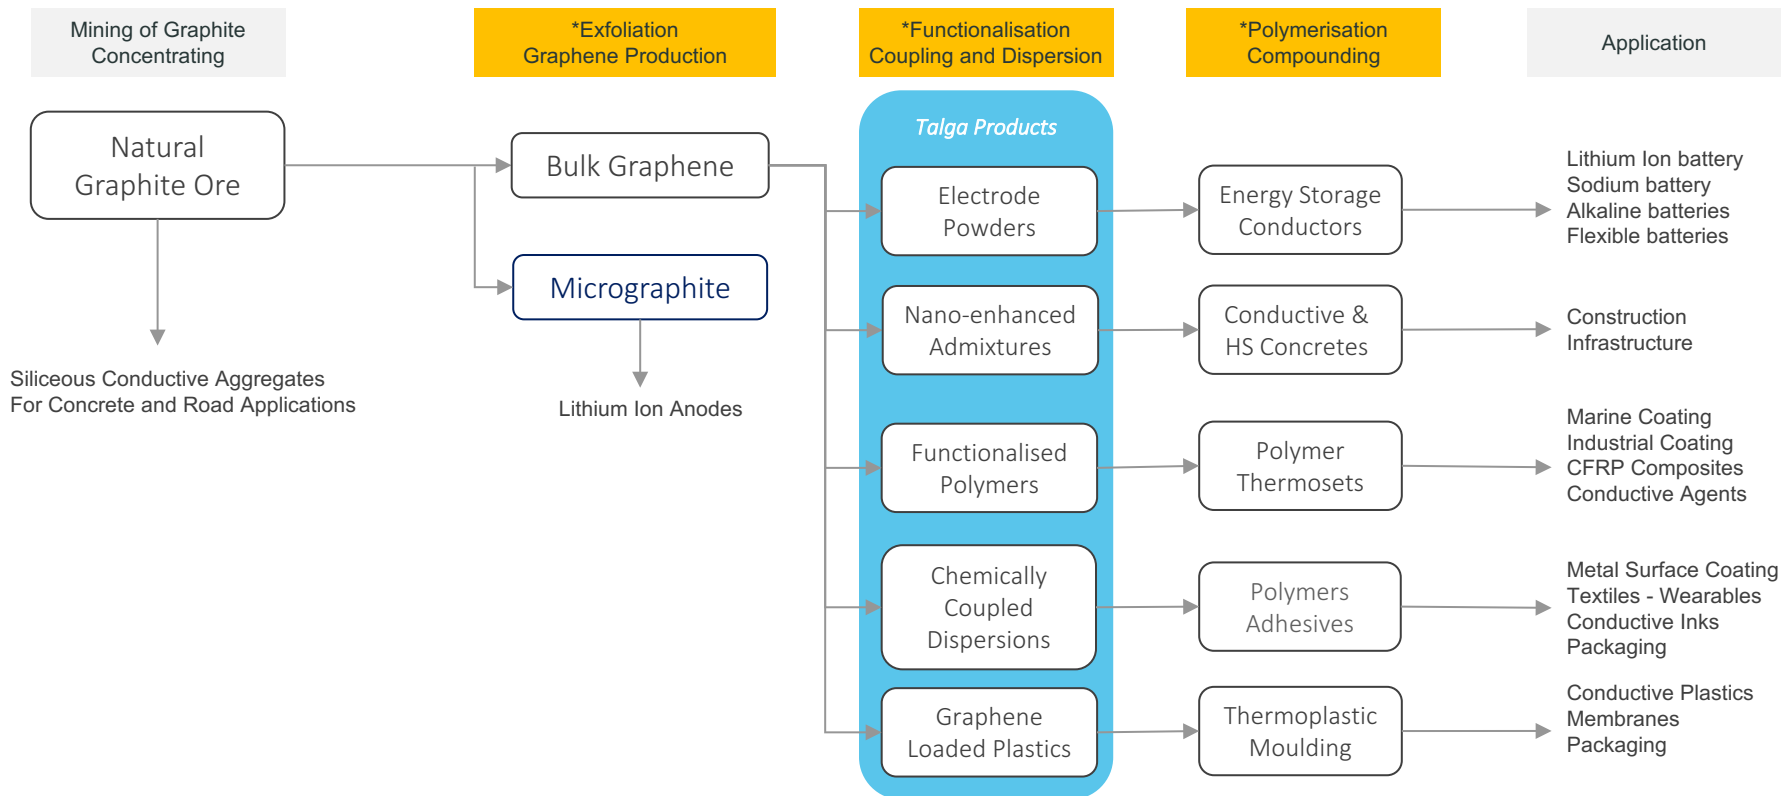 Mining of Graphite
Concentrating
*Exfoliation
Graphene Production
*Functionalisation
Coupling and Dispersion
*Polymerisation
Compounding
Application
Natural
Graphite Ore
Siliceous Conductive Aggregates
For Concrete and Road Applications
Bulk Graphene
Micrographite
Lithium Ion Anodes
Talga Products
Electrode
Powders
Energy Storage
Conductors
Lithium Ion battery
Sodium battery
Alkaline batteries
Flexible batteries
Nano-enhanced
Admixtures
Conductive &
HS Concretes
Construction
Infrastructure
Functionalised
Polymers
Polymer
Thermosets
Marine Coating
Industrial Coating
CFRP Composites
Conductive Agents
Chemically
Coupled
Dispersions
Polymers
Adhesives
Metal Surface Coating
Textiles - Wearables
Conductive Inks
Packaging
Graphene
Loaded Plastics
Thermoplastic
Moulding
Conductive Plastics
Membranes
Packaging